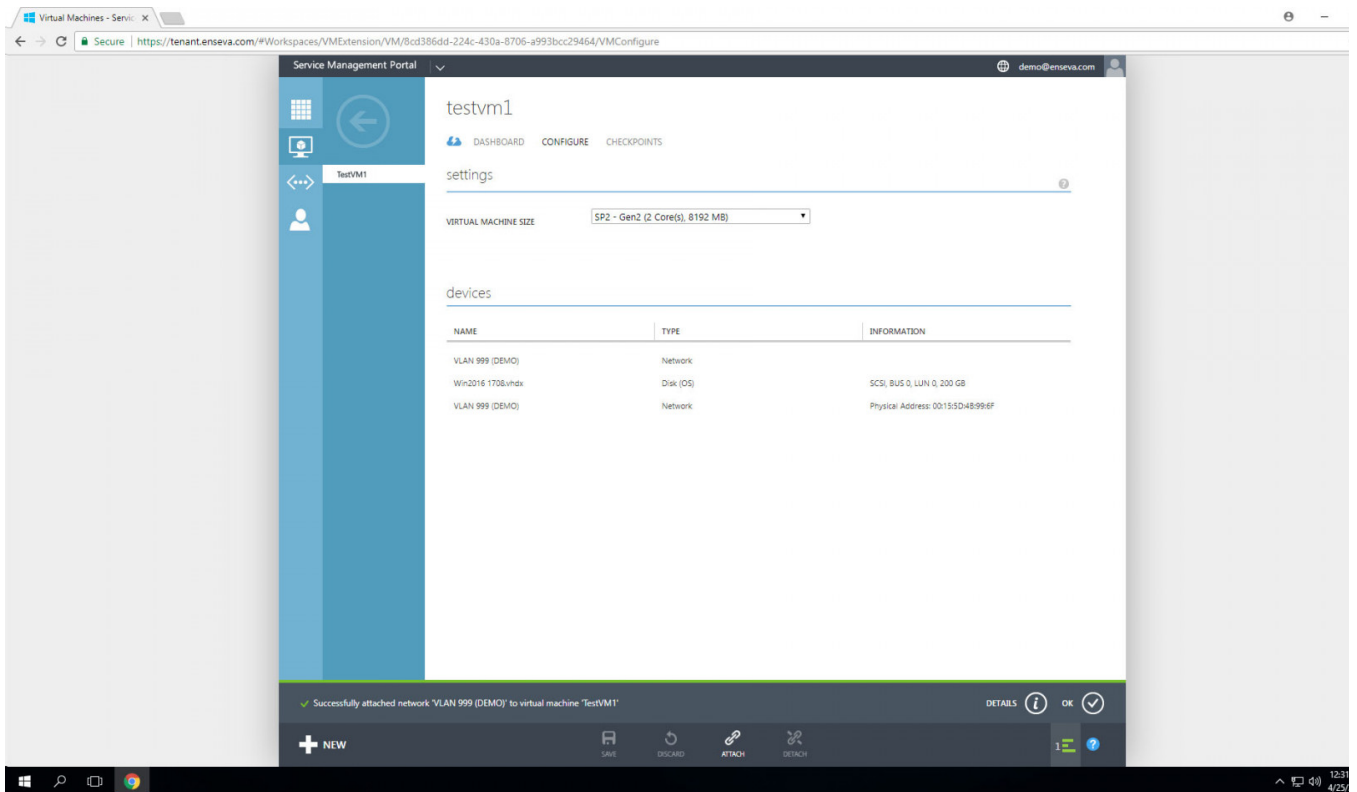 Virtual Machines - Servic
Secure | https://tenant.enseva.com/#Workspaces/VMExtension/VM/8cd386dd-224c-430a-8706-a993bcc29464/VMConfigure
Service Management Portal
demo@enseva.com
TestVM1
testvm1
DASHBOARD CONFIGURE CHECKPOINTS
settings
VIRTUAL MACHINE SIZE SP2 - Gen2 (2 Core(s), 8192 MB)
devices
NAME TYPE INFORMATION
VLAN 999 (DEMO) Network
Win2016 1708.vhdx Disk (OS) SCSI, BUS 0, LUN 0, 200 GB
VLAN 999 (DEMO) Network Physical Address: 00:15:5D:48:99:6F
Successfully attached network 'VLAN 999 (DEMO)' to virtual machine 'TestVM1'
DETAILS OK
NEW
SAVE DISCARD ATTACH DETACH
1
12:31
4/25/